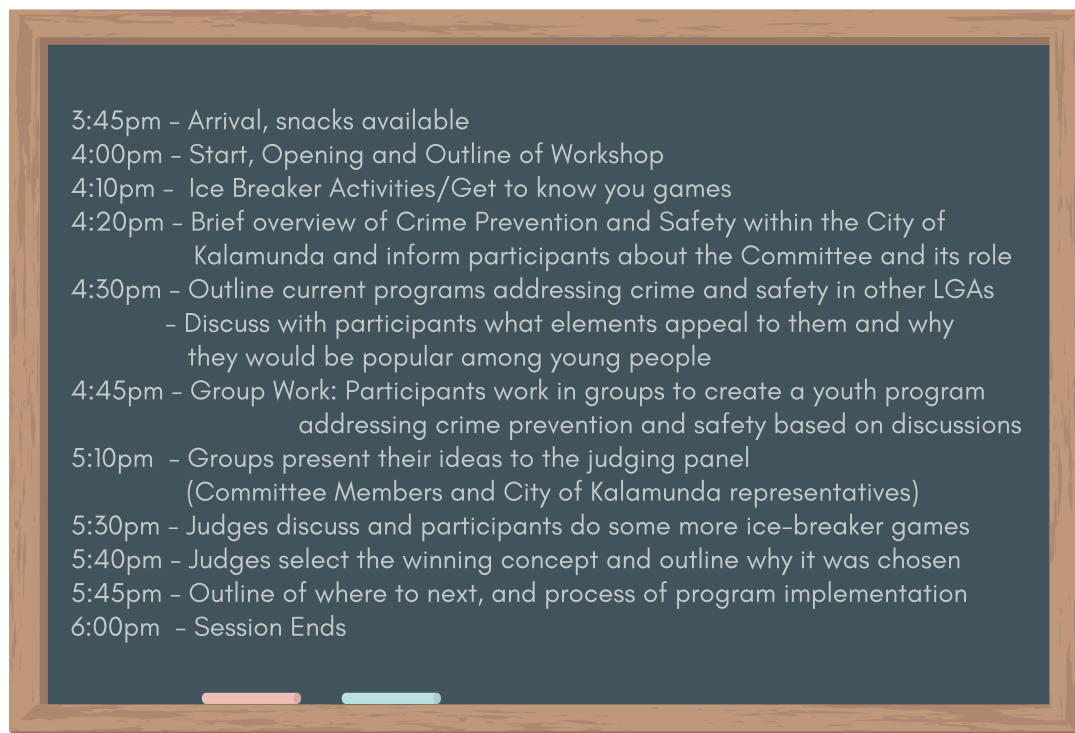 3:45pm - Arrival, snacks available
4:00pm - Start, Opening and Outline of Workshop
4:10pm - Ice Breaker Activities/Get to know you games
4:20pm - Brief overview of Crime Prevention and Safety within the City of
Kalamunda and inform participants about the Committee and its role
4:30pm - Outline current programs addressing crime and safety in other LGAs
- Discuss with participants what elements appeal to them and why
they would be popular among young people
4:45pm - Group Work: Participants work in groups to create a youth program
addressing crime prevention and safety based on discussions
5:10pm - Groups present their ideas to the judging panel
(Committee Members and City of Kalamunda representatives)
5:30pm - Judges discuss and participants do some more ice-breaker games
5:40pm - Judges select the winning concept and outline why it was chosen
5:45pm - Outline of where to next, and process of program implementation
6:00pm - Session Ends